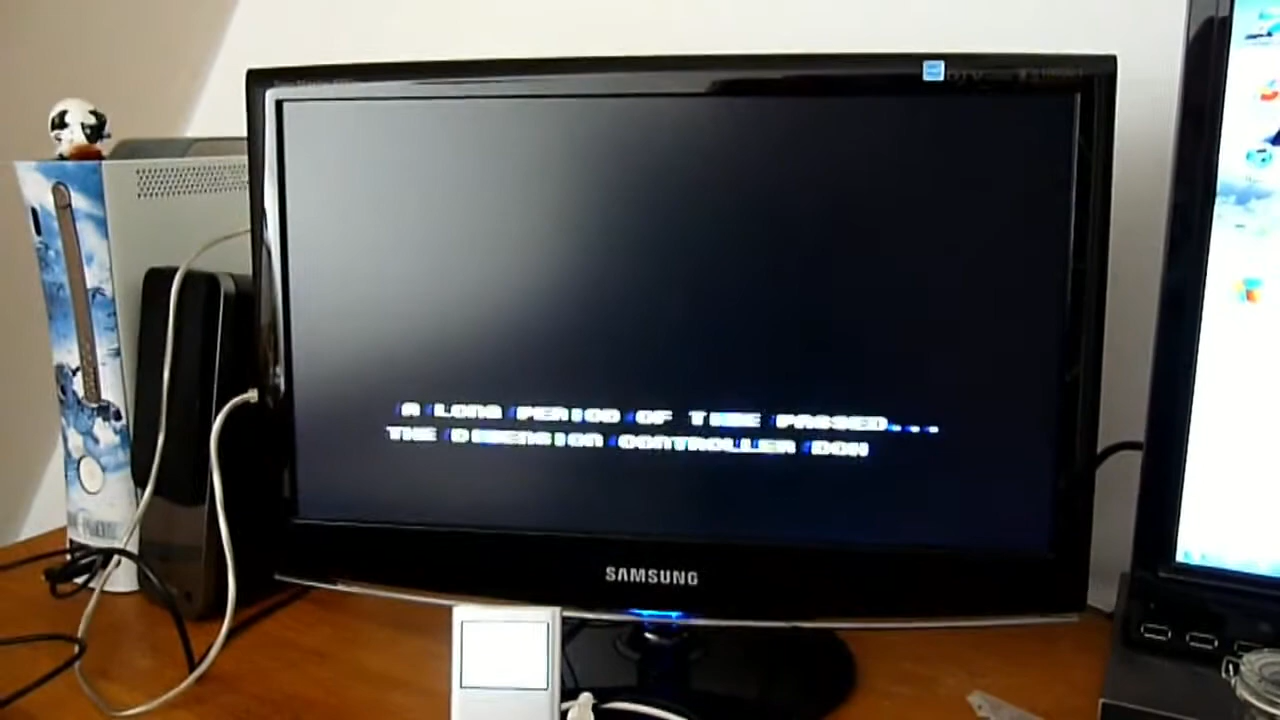 A LONG PERIOD OF TIME PASSED...
THE DIMENSION CONTROLLER DON
SAMSUNG